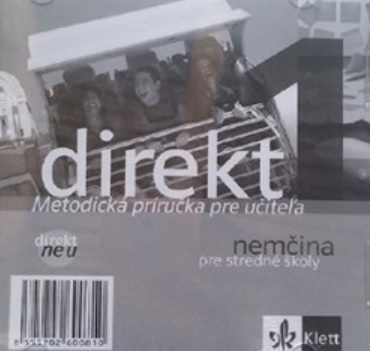 direkt 1
Metodická príručka pre učiteľa
direkt
neu
nemčina
pre stredné školy
Klett